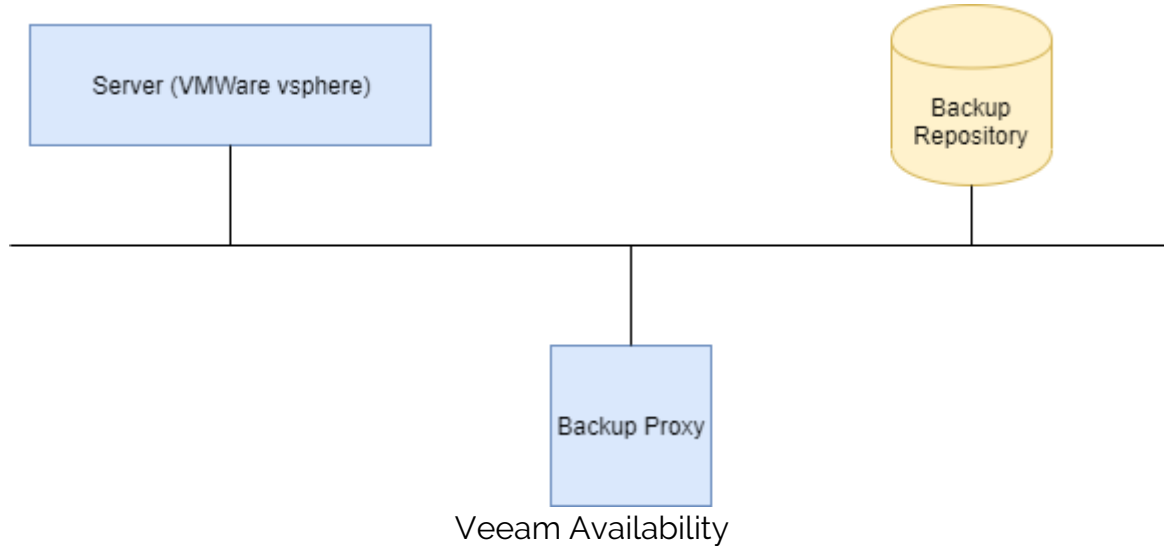 Server (VMWare vsphere)
Backup
Repository
Backup Proxy
Veeam Availability